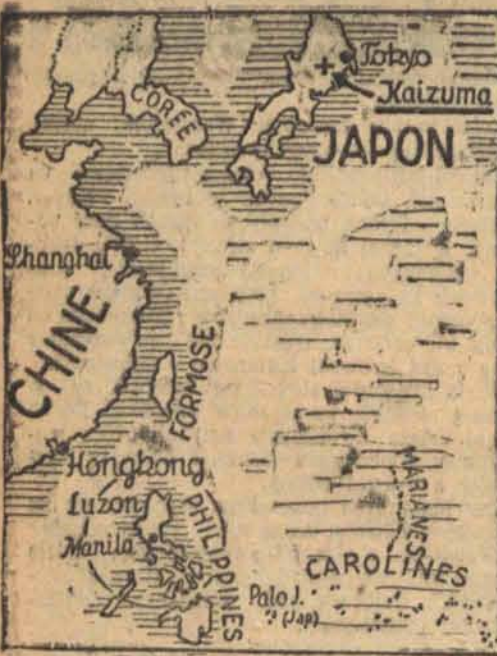 Tokyo
Kaizuma
CORÉE
JAPON
Shanghai
CHINE
FORMOSE
Hongkong
Luzon
Manila
PHILIPPINES
MARIANES
CAROLINES
Palo J.
(Jap)